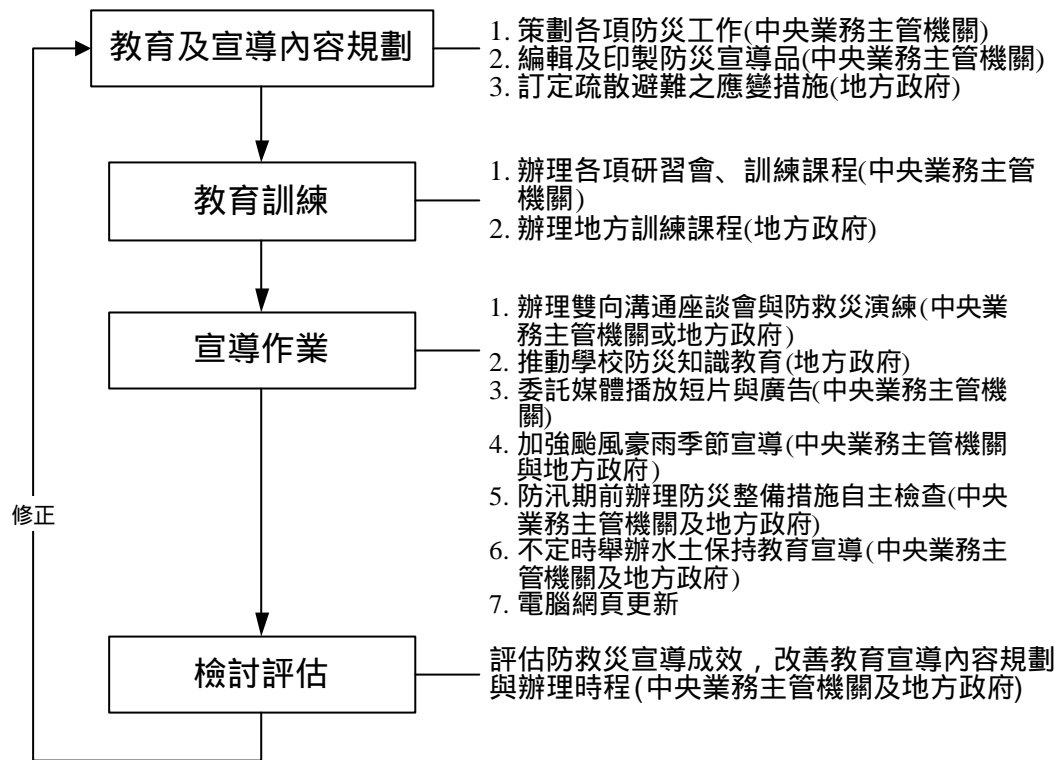 教育及宣導內容規劃
1. 策劃各項防災工作(中央業務主管機關)
2. 編輯及印製防災宣導品(中央業務主管機關)
3. 訂定疏散避難之應變措施(地方政府)
教育訓練
1. 辦理各項研習會、訓練課程(中央業務主管
機關)
2. 辦理地方訓練課程(地方政府)
宣導作業
1. 辦理雙向溝通座談會與防救災演練(中央業
務主管機關或地方政府)
2. 推動學校防災知識教育(地方政府)
3. 委託媒體播放短片與廣告(中央業務主管機
關)
4. 加強颱風豪雨季節宣導(中央業務主管機關
與地方政府)
5. 防汛期前辦理防災整備措施自主檢查(中央
業務主管機關及地方政府)
6. 不定時舉辦水土保持教育宣導(中央業務主
管機關及地方政府)
7. 電腦網頁更新
修正
檢討評估
評估防救災宣導成效，改善教育宣導內容規劃
與辦理時程(中央業務主管機關及地方政府)